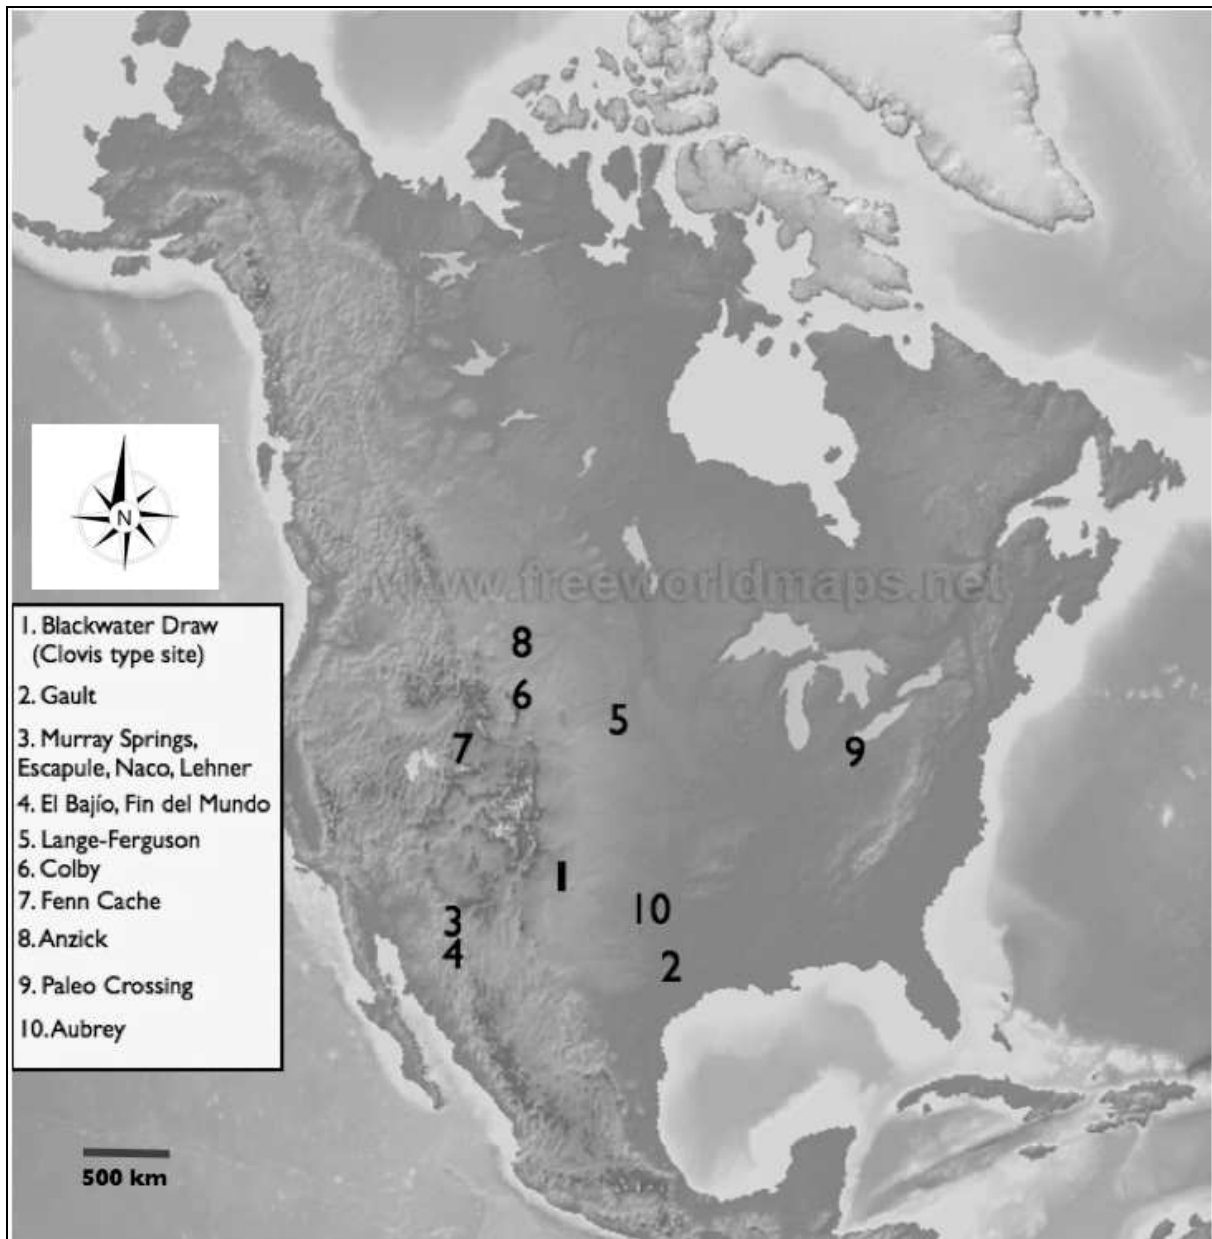 www.freeworldmaps.net
N
1. Blackwater Draw
(Clovis type site)
2. Gault
3. Murray Springs,
Escapule, Naco, Lehner
4. El Bajío, Fin del Mundo
5. Lange-Ferguson
6. Colby
7. Fenn Cache
8. Anzick
9. Paleo Crossing
10. Aubrey
8
6
5
7
9
1
10
3
4
2
500 km